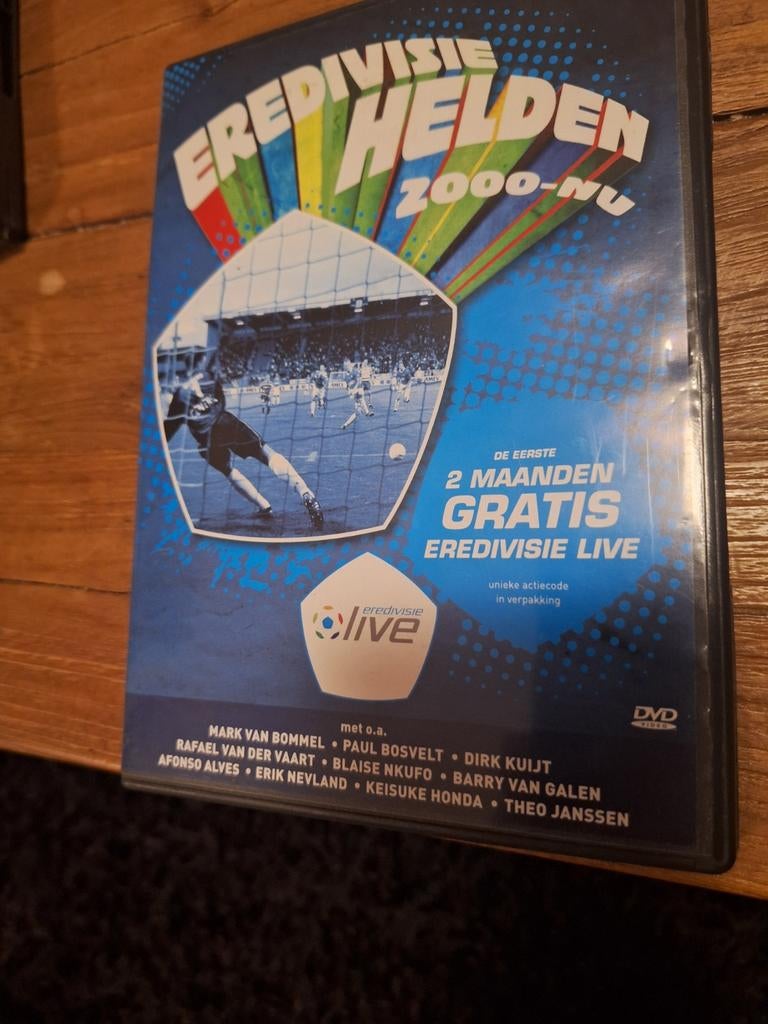 EREDIVISIE
HELDEN
2000-NU
DE EERSTE
2 MAANDEN
GRATIS
EREDIVISIE LIVE
unieke actiecode
in verpakking
eredivisie
live
DVD
VIDEO
met o.a.
MARK VAN BOMMEL • PAUL BOSVELT • DIRK KUIJT
RAFAEL VAN DER VAART • BLAISE NKUFO • BARRY VAN GALEN
AFONSO ALVES • ERIK NEVLAND • KEISUKE HONDA • THEO JANSSEN